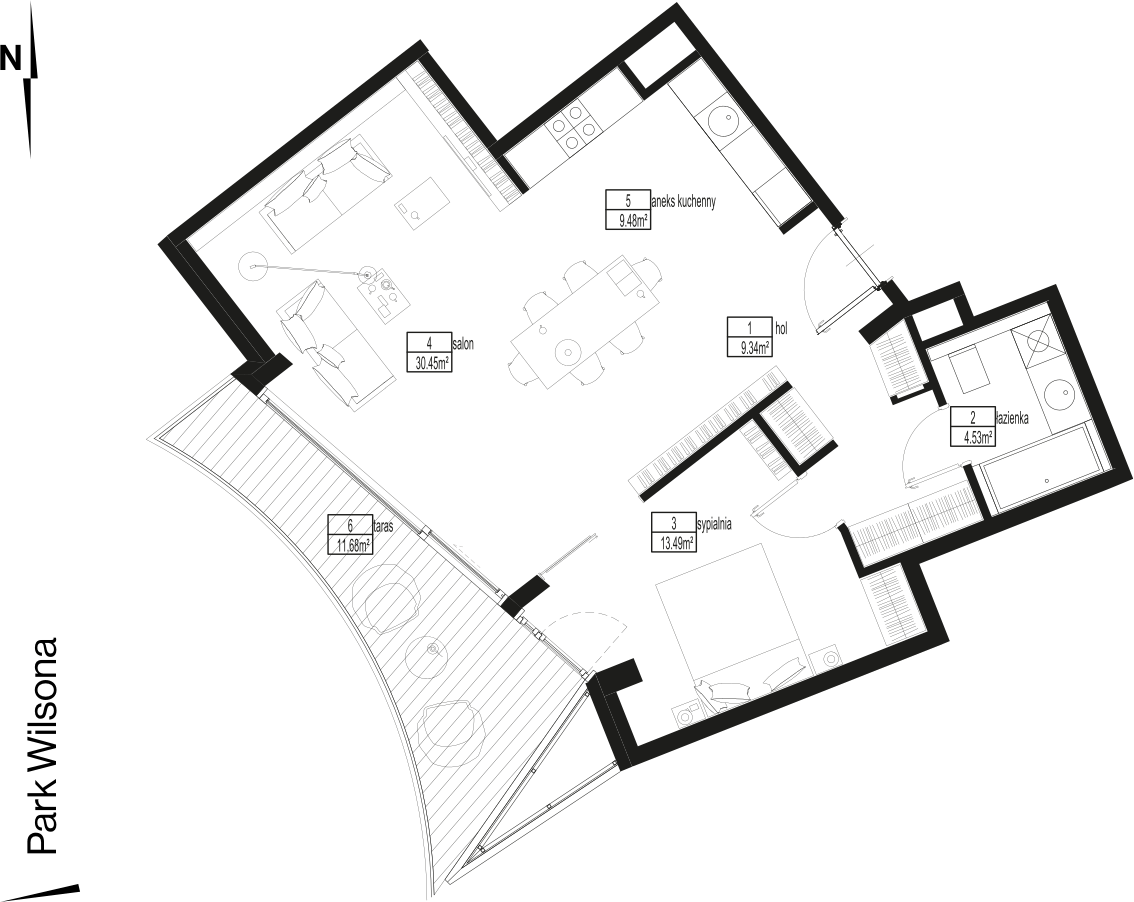 N
5 aneks kuchenny
9.48m²
1 hol
9.34m²
4 salon
30.45m²
2 łazienka
4.53m²
6 taras
11.68m²
3 sypialnia
13.49m²
Park Wilsona